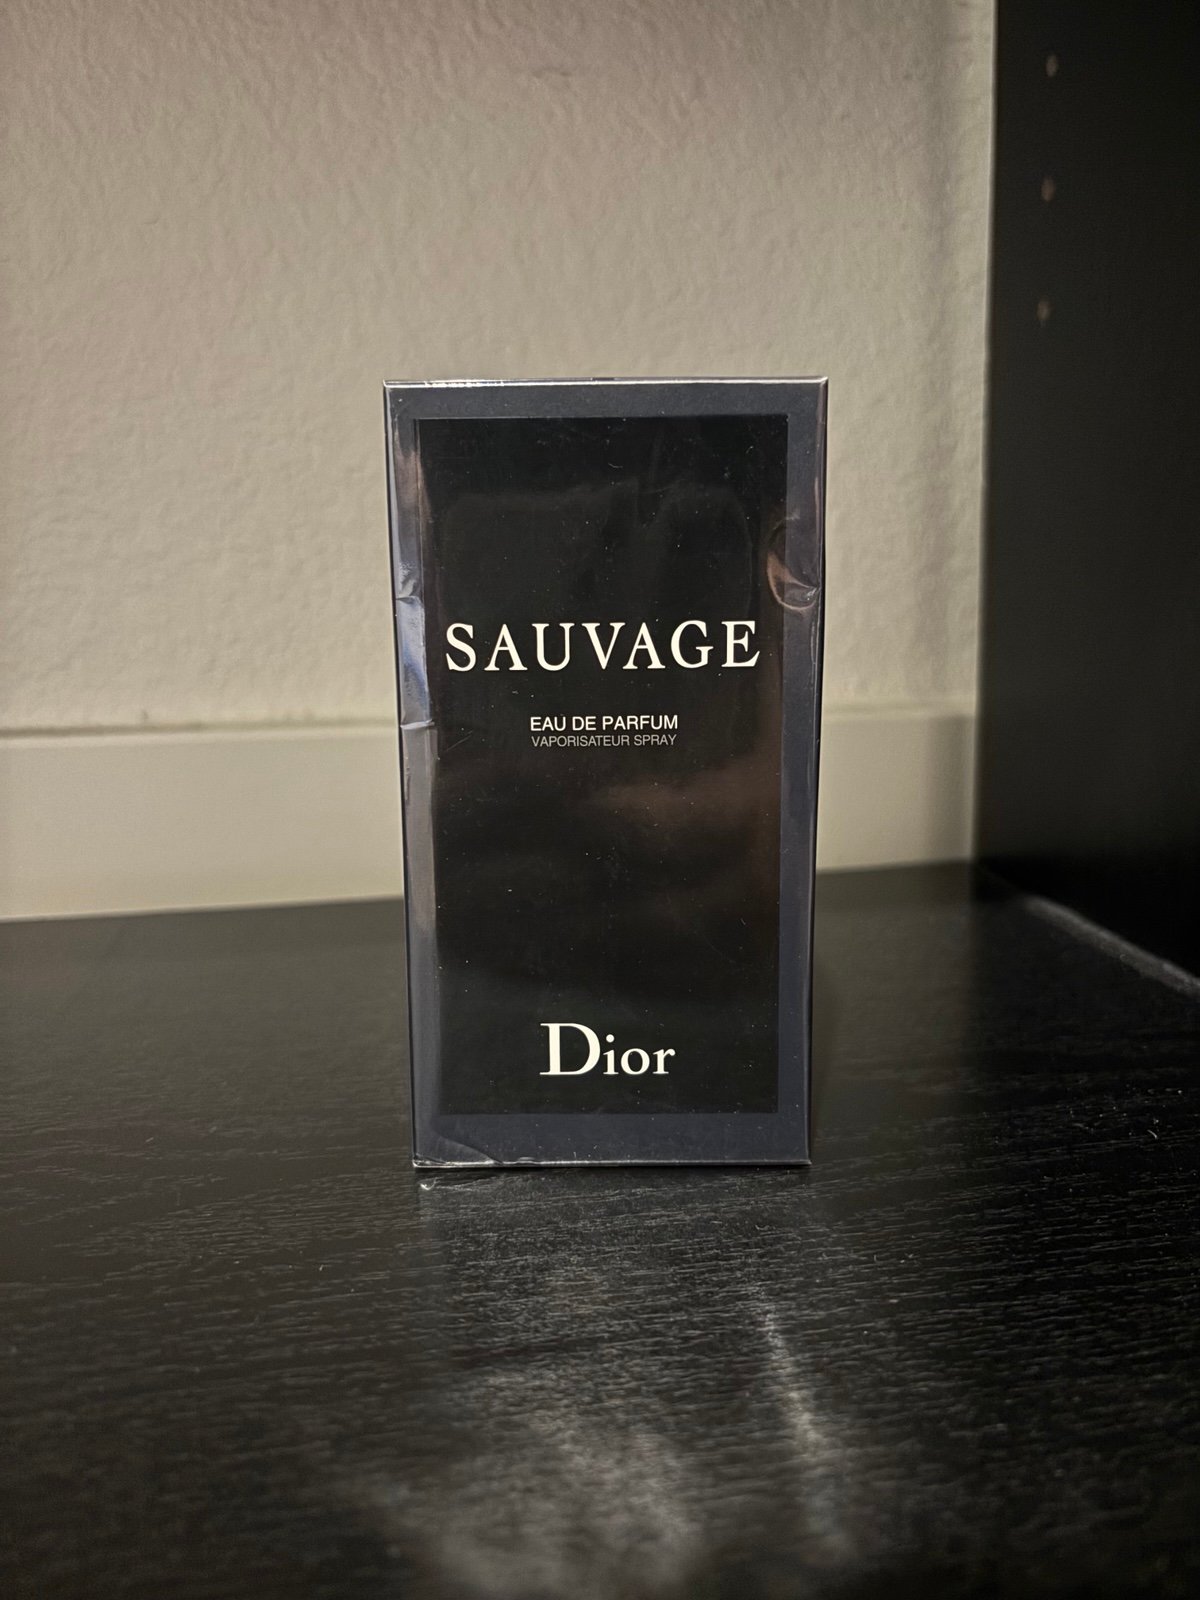 SAUVAGE
EAU DE PARFUM
VAPORISATEUR SPRAY
Dior